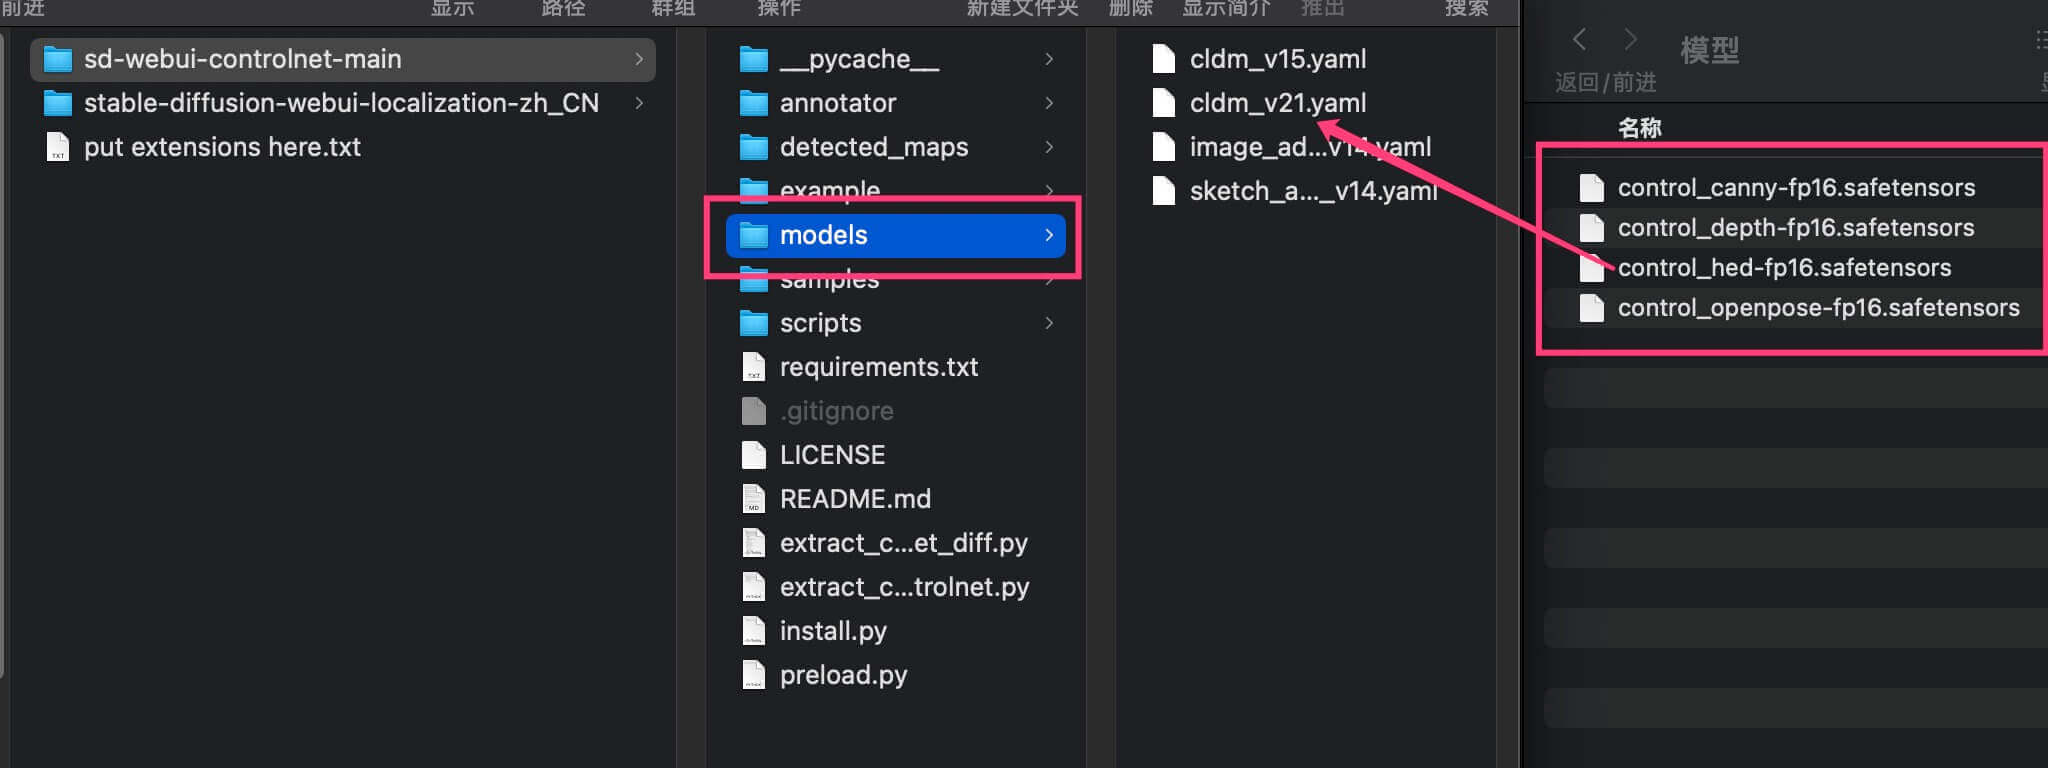 前进
显示
路径
群组
操作
新建文件夹
删除
显示简介
推出
搜索
sd-webui-controlnet-main
stable-diffusion-webui-localization-zh_CN
put extensions here.txt
__pycache__
annotator
detected_maps
example
models
samples
scripts
requirements.txt
.gitignore
LICENSE
README.md
extract_c...et_diff.py
extract_c...trolnet.py
install.py
preload.py
cldm_v15.yaml
cldm_v21.yaml
image_ad...v14.yaml
sketch_a..._v14.yaml
模型
返回/前进
名称
control_canny-fp16.safetensors
control_depth-fp16.safetensors
control_hed-fp16.safetensors
control_openpose-fp16.safetensors